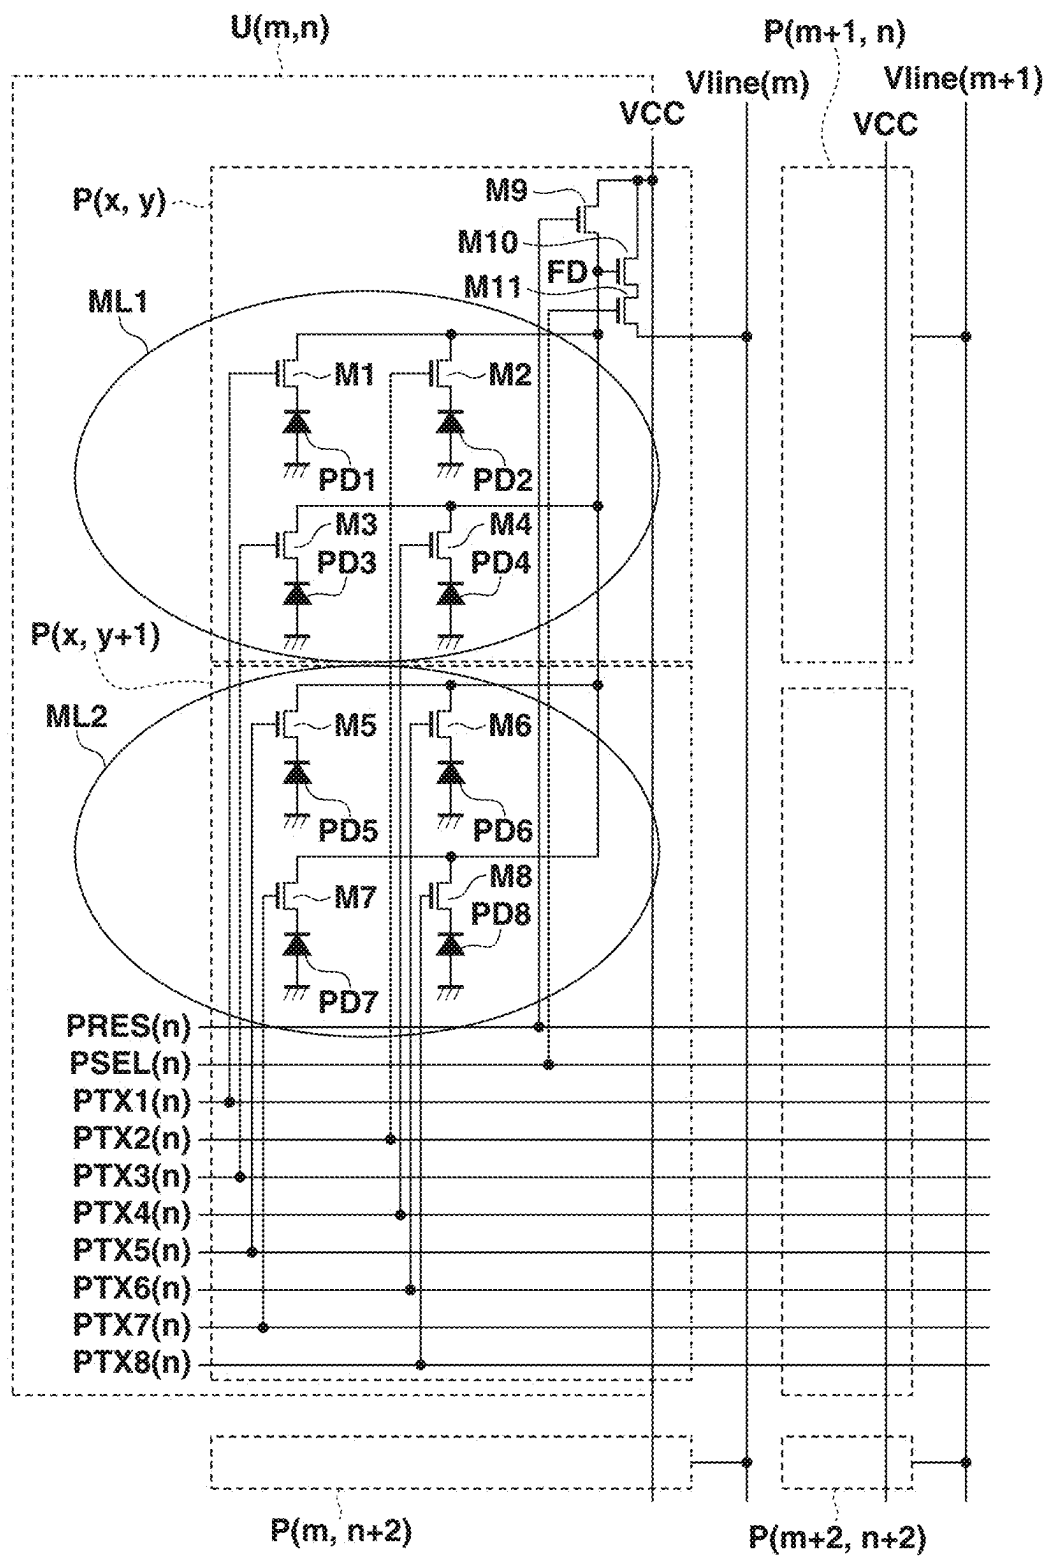 U(m,n)
P(m+1, n)
Vline(m)
Vline(m+1)
VCC
VCC
P(x, y)
M9
M10
FD
M11
ML1
M1
M2
PD1
PD2
M3
M4
PD3
PD4
P(x, y+1)
ML2
M5
M6
PD5
PD6
M7
M8
PD8
PD7
PRES(n)
PSEL(n)
PTX1(n)
PTX2(n)
PTX3(n)
PTX4(n)
PTX5(n)
PTX6(n)
PTX7(n)
PTX8(n)
P(m, n+2)
P(m+2, n+2)